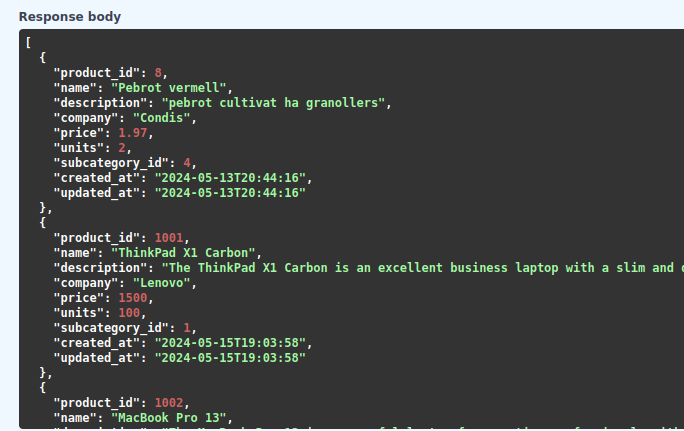 Response body
[
  {
    "product_id": 8,
    "name": "Pebrot vermell",
    "description": "pebrot cultivat ha granollers",
    "company": "Condis",
    "price": 1.97,
    "units": 2,
    "subcategory_id": 4,
    "created_at": "2024-05-13T20:44:16",
    "updated_at": "2024-05-13T20:44:16"
  },
  {
    "product_id": 1001,
    "name": "ThinkPad X1 Carbon",
    "description": "The ThinkPad X1 Carbon is an excellent business laptop with a slim and
    "company": "Lenovo",
    "price": 1500,
    "units": 100,
    "subcategory_id": 1,
    "created_at": "2024-05-15T19:03:58",
    "updated_at": "2024-05-15T19:03:58"
  },
  {
    "product_id": 1002,
    "name": "MacBook Pro 13",